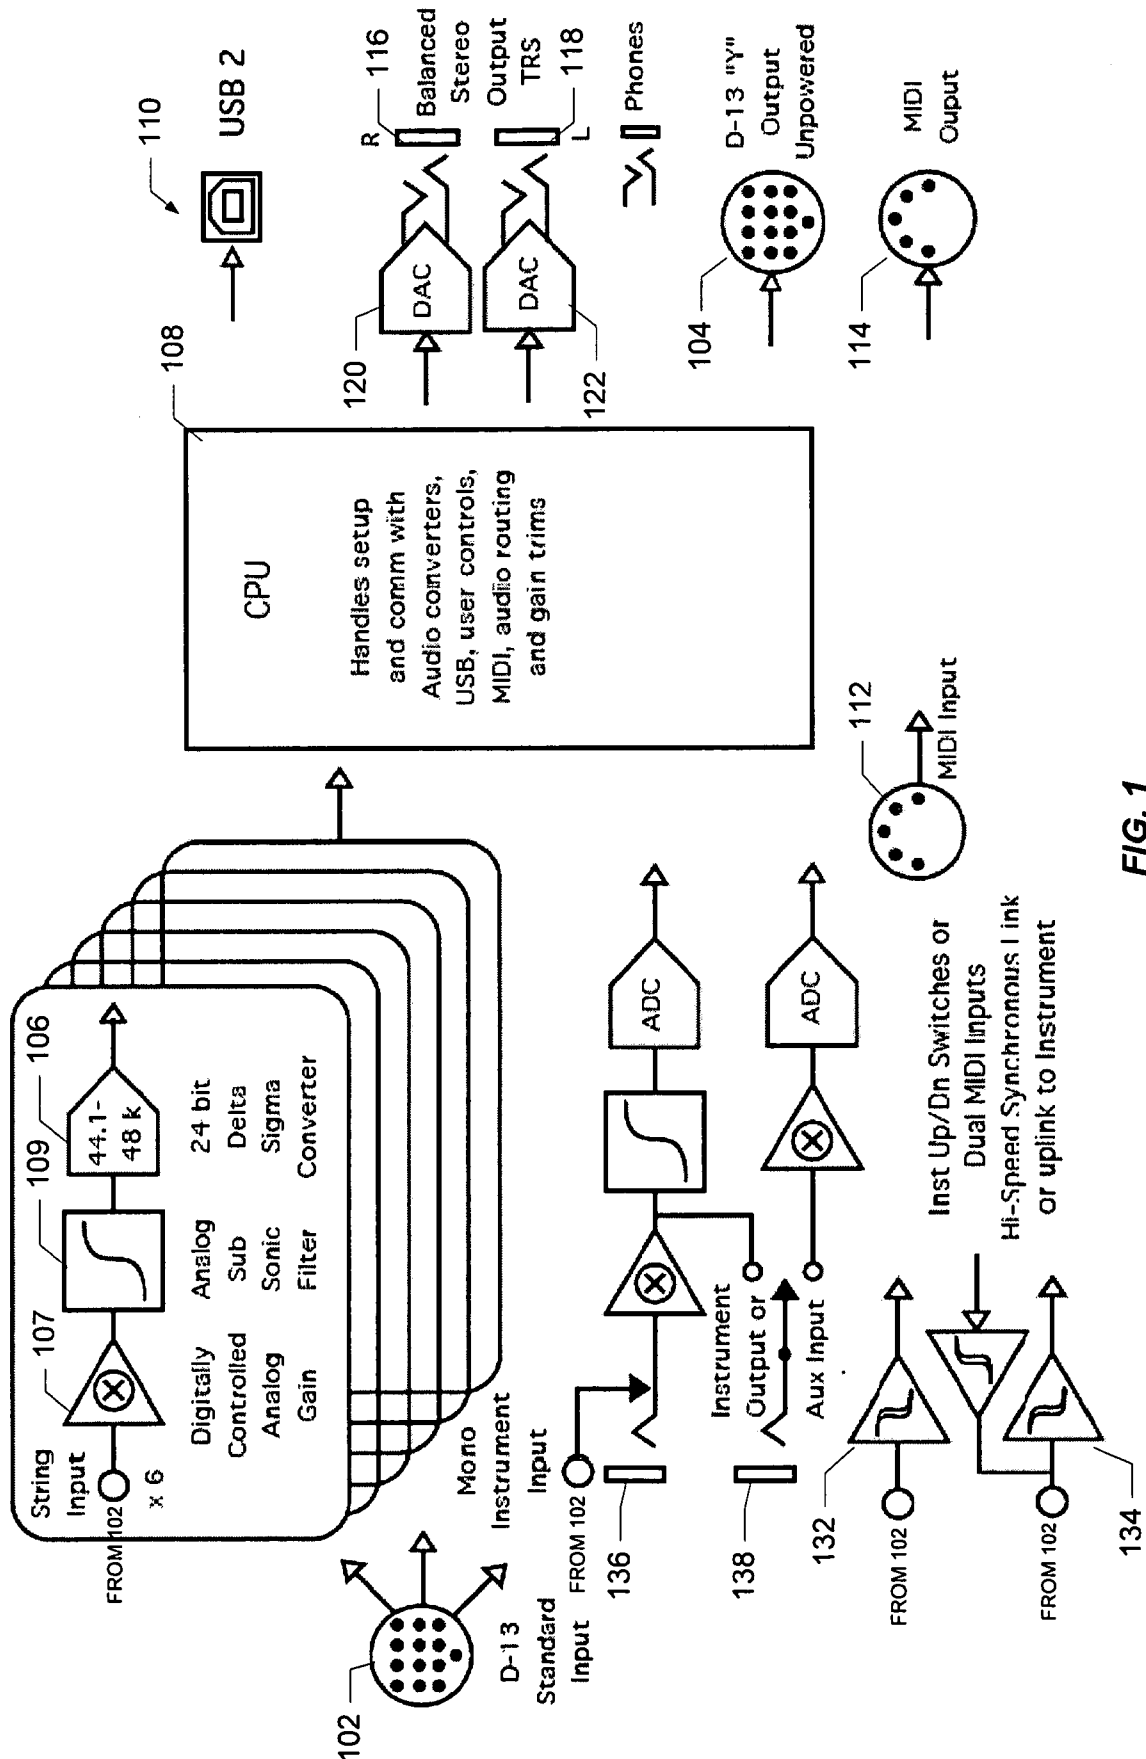 110
USB 2
R
116
Balanced
Stereo
Output
TRS
118
L
Phones
D-13 "Y"
Output
Unpowered
MIDI
Ouput
120
DAC
DAC
122
104
114
108
CPU
Handles setup
and comm with
Audio converters,
USB, user controls,
MIDI, audio routing
and gain trims
112
MIDI Input
String
Input
FROM 102
x 6
107
109
106
44.1-
48 k
Digitally
Controlled
Analog
Gain
Analog
Sub
Sonic
Filter
24 bit
Delta
Sigma
Converter
102
D-13
Standard
Input
Mono
Instrument
Input
FROM 102
136
ADC
Instrument
Output or
Aux Input
138
ADC
132
FROM 102
Inst Up/Dn Switches or
Dual MIDI Inputs
Hi-Speed Synchronous Link
or uplink to Instrument
FROM 102
134
FIG. 1